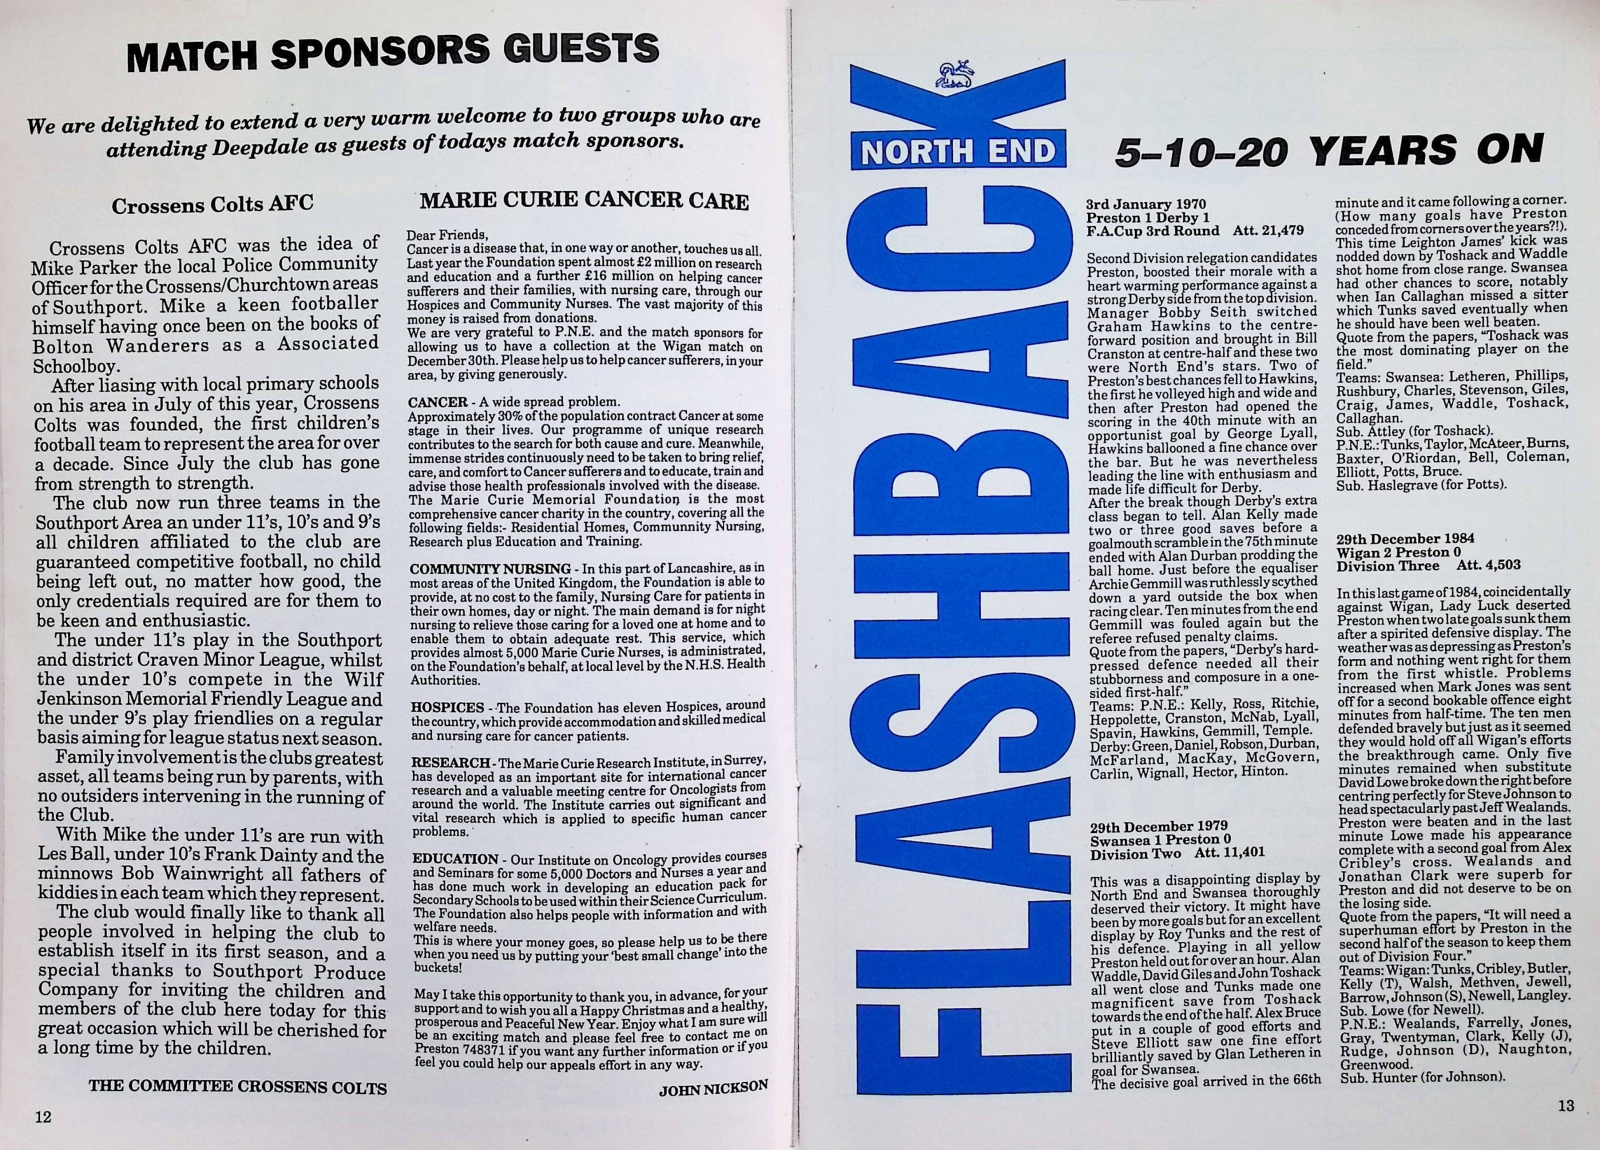 MATCH SPONSORS GUESTS
We are delighted to extend a very warm welcome to two groups who are
attending Deepdale as guests of todays match sponsors.
Crossens Colts AFC
Crossens Colts AFC was the idea of
Mike Parker the local Police Community
Officer for the Crossens/Churchtown areas
of Southport. Mike a keen footballer
himself having once been on the books of
Bolton Wanderers as a Associated
Schoolboy.
After liasing with local primary schools
on his area in July of this year, Crossens
Colts was founded, the first children's
football team to represent the area for over
a decade. Since July the club has gone
from strength to strength.
The club now run three teams in the
Southport Area an under 11's, 10's and 9's
all children affiliated to the club are
guaranteed competitive football, no child
being left out, no matter how good, the
only credentials required are for them to
be keen and enthusiastic.
The under 11's play in the Southport
and district Craven Minor League, whilst
the under 10's compete in the Wilf
Jenkinson Memorial Friendly League and
the under 9's play friendlies on a regular
basis aiming for league status next season.
Family involvement is the clubs greatest
asset, all teams being run by parents, with
no outsiders intervening in the running of
the Club.
With Mike the under 11's are run with
Les Ball, under 10's Frank Dainty and the
minnows Bob Wainwright all fathers of
kiddies in each team which they represent.
The club would finally like to thank all
people involved in helping the club to
establish itself in its first season, and a
special thanks to Southport Produce
Company for inviting the children and
members of the club here today for this
great occasion which will be cherished for
a long time by the children.
THE COMMITTEE CROSSENS COLTS
12
MARIE CURIE CANCER CARE
Dear Friends,
Cancer is a disease that, in one way or another, touches us all.
Last year the Foundation spent almost £2 million on research
and education and a further £16 million on helping cancer
sufferers and their families, with nursing care, through our
Hospices and Community Nurses. The vast majority of this
money is raised from donations.
We are very grateful to P.N.E. and the match sponsors for
allowing us to have a collection at the Wigan match on
December 30th. Please help us to help cancer sufferers, in your
area, by giving generously.
CANCER - A wide spread problem.
Approximately 30% of the population contract Cancer at some
stage in their lives. Our programme of unique research
contributes to the search for both cause and cure. Meanwhile,
immense strides continuously need to be taken to bring relief,
care, and comfort to Cancer sufferers and to educate, train and
advise those health professionals involved with the disease.
The Marie Curie Memorial Foundation is the most
comprehensive cancer charity in the country, covering all the
following fields:- Residential Homes, Communnity Nursing,
Research plus Education and Training.
COMMUNITY NURSING - In this part of Lancashire, as in
most areas of the United Kingdom, the Foundation is able to
provide, at no cost to the family, Nursing Care for patients in
their own homes, day or night. The main demand is for night
nursing to relieve those caring for a loved one at home and to
enable them to obtain adequate rest. This service, which
provides almost 5,000 Marie Curie Nurses, is administrated,
on the Foundation's behalf, at local level by the N.H.S. Health
Authorities.
HOSPICES - The Foundation has eleven Hospices, around
the country, which provide accommodation and skilled medical
and nursing care for cancer patients.
RESEARCH - The Marie Curie Research Institute, in Surrey,
has developed as an important site for international cancer
research and a valuable meeting centre for Oncologists from
around the world. The Institute carries out significant and
vital research which is applied to specific human cancer
problems.
EDUCATION - Our Institute on Oncology provides courses
and Seminars for some 5,000 Doctors and Nurses a year and
has done much work in developing an education pack for
Secondary Schools to be used within their Science Curriculum.
The Foundation also helps people with information and with
welfare needs.
This is where your money goes, so please help us to be there
when you need us by putting your 'best small change' into the
buckets!
May I take this opportunity to thank you, in advance, for your
support and to wish you all a Happy Christmas and a healthy,
prosperous and Peaceful New Year. Enjoy what I am sure will
be an exciting match and please feel free to contact me on
Preston 748371 if you want any further information or if you
feel you could help our appeals effort in any way.
JOHN NICKSON
FLASHBACK
NORTH END
5-10-20 YEARS ON
3rd January 1970
Preston 1 Derby 1
F.A.Cup 3rd Round Att. 21,479
Second Division relegation candidates
Preston, boosted their morale with a
heart warming performance against a
strong Derby side from the top division.
Manager Bobby Seith switched
Graham Hawkins to the centre-
forward position and brought in Bill
Cranston at centre-half and these two
were North End's stars. Two of
Preston's best chances fell to Hawkins,
the first he volleyed high and wide and
then after Preston had opened the
scoring in the 40th minute with an
opportunist goal by George Lyall,
Hawkins ballooned a fine chance over
the bar. But he was nevertheless
leading the line with enthusiasm and
made life difficult for Derby.
After the break though Derby's extra
class began to tell. Alan Kelly made
two or three good saves before a
goalmouth scramble in the 75th minute
ended with Alan Durban prodding the
ball home. Just before the equaliser
Archie Gemmill was ruthlessly scythed
down a yard outside the box when
racing clear. Ten minutes from the end
Gemmill was fouled again but the
referee refused penalty claims.
Quote from the papers, "Derby's hard-
pressed defence needed all their
stubborness and composure in a one-
sided first-half."
Teams: P.N.E.: Kelly, Ross, Ritchie,
Heppolette, Cranston, McNab, Lyall,
Spavin, Hawkins, Gemmill, Temple.
Derby: Green, Daniel, Robson, Durban,
McFarland, MacKay, McGovern,
Carlin, Wignall, Hector, Hinton.
29th December 1979
Swansea 1 Preston 0
Division Two Att. 11,401
This was a disappointing display by
North End and Swansea thoroughly
deserved their victory. It might have
been by more goals but for an excellent
display by Roy Tunks and the rest of
his defence. Playing in all yellow
Preston held out for over an hour. Alan
Waddle, David Giles and John Toshack
all went close and Tunks made one
magnificent save from Toshack
towards the end of the half. Alex Bruce
put in a couple of good efforts and
Steve Elliott saw one fine effort
brilliantly saved by Glan Letheren in
goal for Swansea.
The decisive goal arrived in the 66th
minute and it came following a corner.
(How many goals have Preston
conceded from corners over the years?!).
This time Leighton James' kick was
nodded down by Toshack and Waddle
shot home from close range. Swansea
had other chances to score, notably
when Ian Callaghan missed a sitter
which Tunks saved eventually when
he should have been well beaten.
Quote from the papers, "Toshack was
the most dominating player on the
field."
Teams: Swansea: Letheren, Phillips,
Rushbury, Charles, Stevenson, Giles,
Craig, James, Waddle, Toshack,
Callaghan.
Sub. Attley (for Toshack).
P.N.E.: Tunks, Taylor, McAteer, Burns,
Baxter, O'Riordan, Bell, Coleman,
Elliott, Potts, Bruce.
Sub. Haslegrave (for Potts).
29th December 1984
Wigan 2 Preston 0
Division Three Att. 4,503
In this last game of 1984, coincidentally
against Wigan, Lady Luck deserted
Preston when two late goals sunk them
after a spirited defensive display. The
weather was as depressing as Preston's
form and nothing went right for them
from the first whistle. Problems
increased when Mark Jones was sent
off for a second bookable offence eight
minutes from half-time. The ten men
defended bravely but just as it seemed
they would hold off all Wigan's efforts
the breakthrough came. Only five
minutes remained when substitute
David Lowe broke down the right before
centring perfectly for Steve Johnson to
head spectacularly past Jeff Wealands.
Preston were beaten and in the last
minute Lowe made his appearance
complete with a second goal from Alex
Cribley's cross. Wealands and
Jonathan Clark were superb for
Preston and did not deserve to be on
the losing side.
Quote from the papers, "It will need a
superhuman effort by Preston in the
second half of the season to keep them
out of Division Four."
Teams: Wigan: Tunks, Cribley, Butler,
Kelly (T), Walsh, Methven, Jewell,
Barrow, Johnson (S), Newell, Langley.
Sub. Lowe (for Newell).
P.N.E.: Wealands, Farrelly, Jones,
Gray, Twentyman, Clark, Kelly (J),
Rudge, Johnson (D), Naughton,
Greenwood.
Sub. Hunter (for Johnson).
13